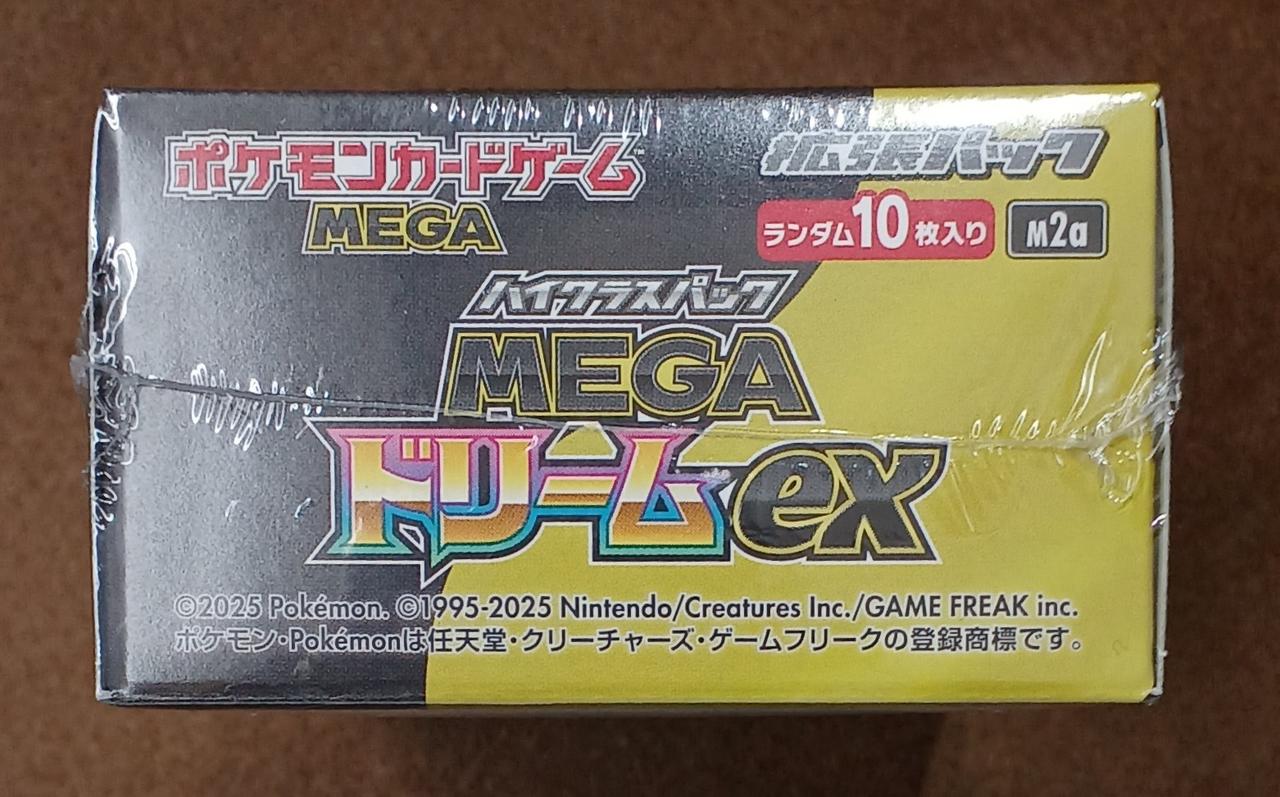 ポケモンカードゲーム™
MEGA
拡張パック
ランダム10枚入り
M2a
ハイクラスパック
MEGA
ドリームex
©2025 Pokémon. ©1995-2025 Nintendo/Creatures Inc./GAME FREAK inc.
ポケモン・Pokémonは任天堂・クリーチャーズ・ゲームフリークの登録商標です。